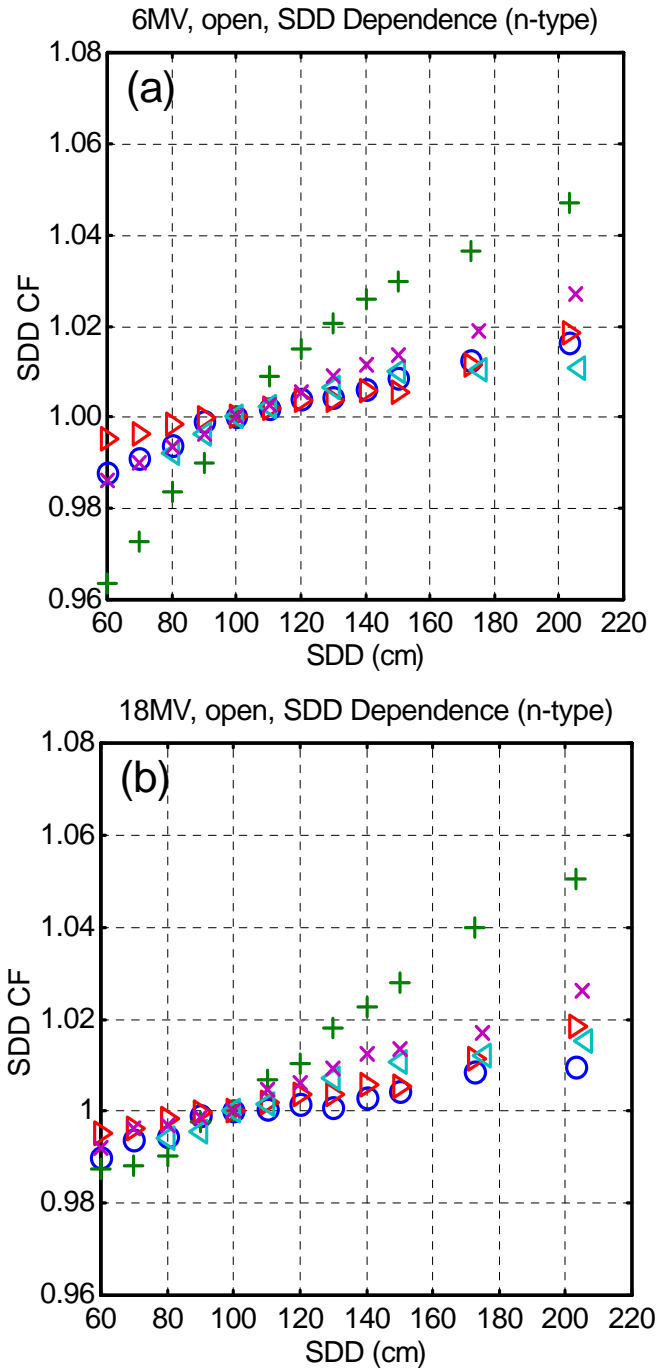 6MV, open, SDD Dependence (n-type)
(a)
1.08
1.06
1.04
1.02
1.00
0.98
0.96
SDD CF
60 80 100 120 140 160 180 200 220
SDD (cm)
18MV, open, SDD Dependence (n-type)
(b)
1.08
1.06
1.04
1.02
1
0.98
0.96
SDD CF
60 80 100 120 140 160 180 200 220
SDD (cm)